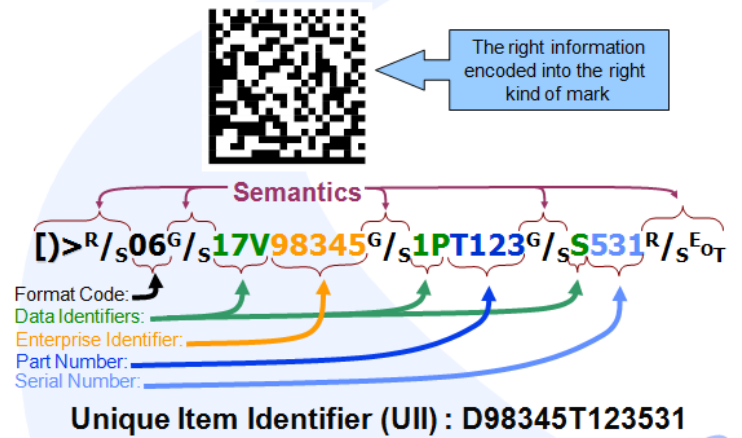 The right information
encoded into the right
kind of mark
Semantics
[)>R/S06G/S17V98345G/S1PT123G/SS531R/SEOT
Format Code:
Data Identifiers:
Enterprise Identifier:
Part Number:
Serial Number:
Unique Item Identifier (UII) : D98345T123531